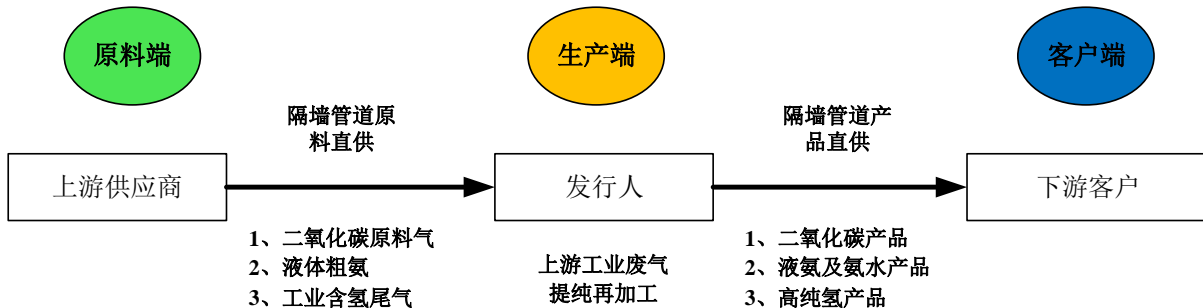 原料端
生产端
客户端
隔墙管道原
料直供
隔墙管道产
品直供
上游供应商
发行人
下游客户
1、二氧化碳原料气
2、液体粗氨
3、工业含氢尾气
上游工业废气
提纯再加工
1、二氧化碳产品
2、液氨及氨水产品
3、高纯氢产品